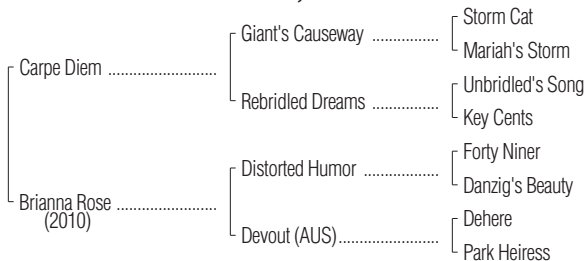 Storm Cat
Giant's Causeway ................
Mariah's Storm
Carpe Diem .........................
Unbridled's Song
Rebridled Dreams ................
Key Cents
Forty Niner
Distorted Humor ..................
Danzig's Beauty
Brianna Rose .......................
(2010)
Dehere
Devout (AUS)........................
Park Heiress